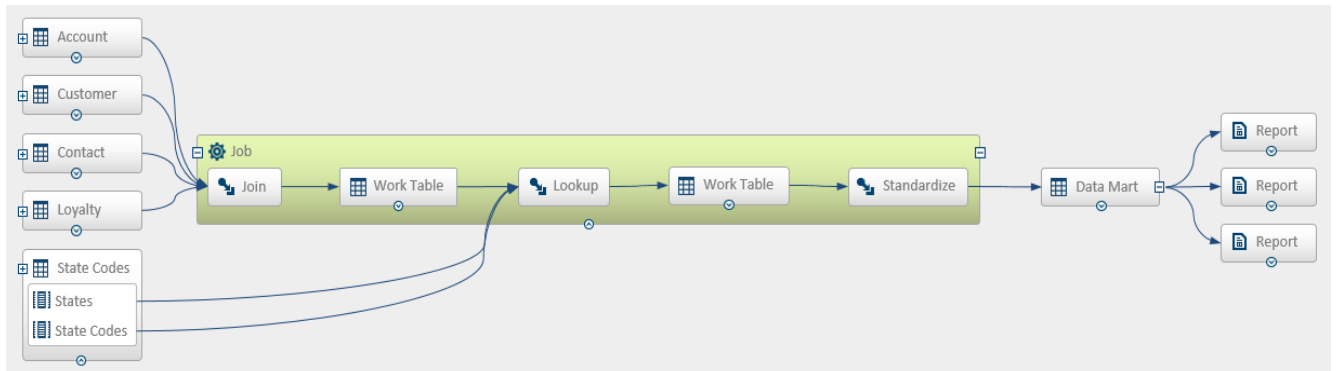 Account
Customer
Contact
Loyalty
State Codes
States
State Codes
Job
Join
Work Table
Lookup
Work Table
Standardize
Data Mart
Report
Report
Report